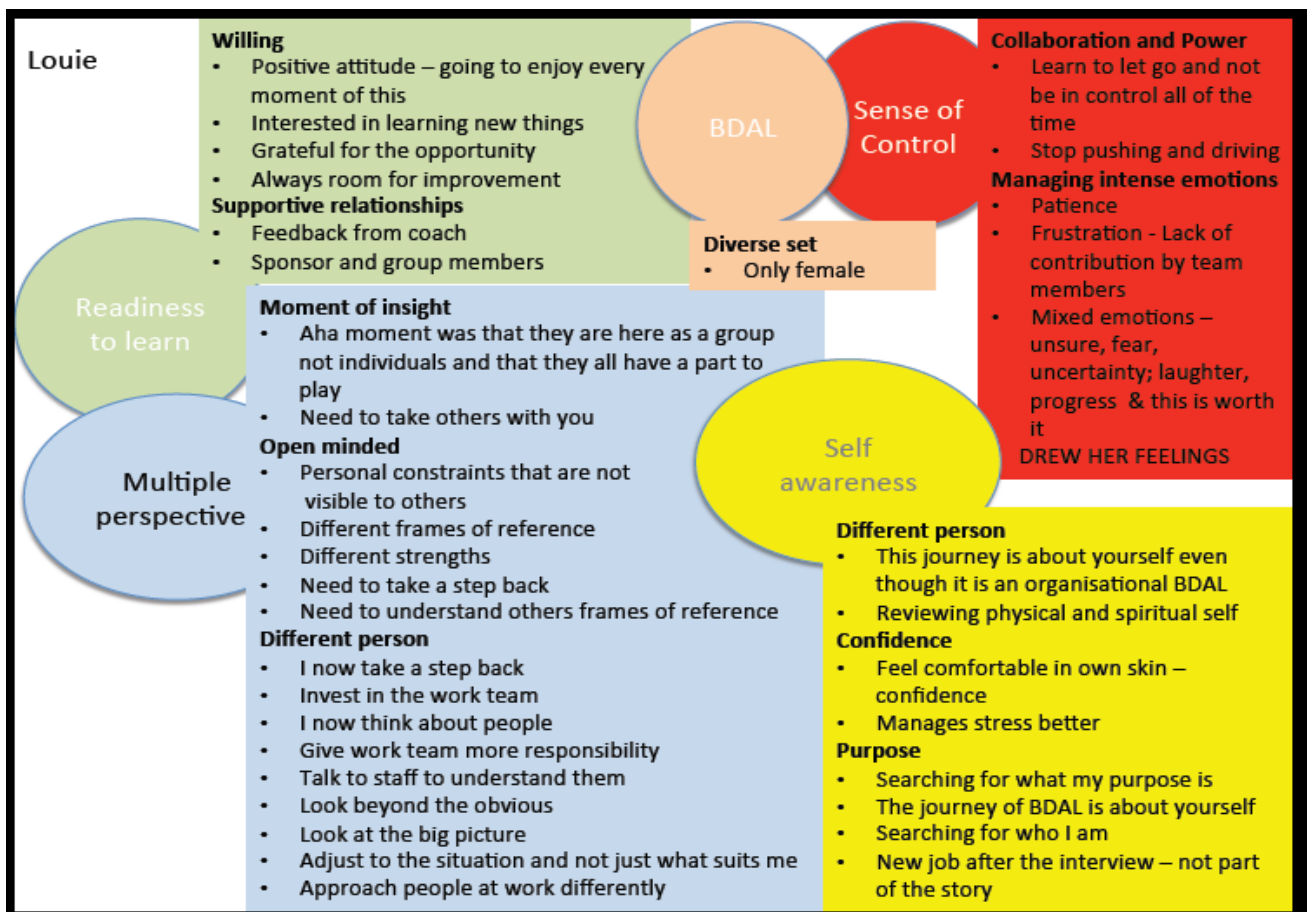 Louie
Willing
• Positive attitude – going to enjoy every
moment of this
• Interested in learning new things
• Grateful for the opportunity
• Always room for improvement
Supportive relationships
• Feedback from coach
• Sponsor and group members
Readiness
to learn
BDAL
Diverse set
• Only female
Sense of
Control
Collaboration and Power
• Learn to let go and not
be in control all of the
time
• Stop pushing and driving
Managing intense emotions
• Patience
• Frustration - Lack of
contribution by team
members
• Mixed emotions –
unsure, fear,
uncertainty; laughter,
progress & this is worth
it
DREW HER FEELINGS
Multiple
perspective
Moment of insight
• Aha moment was that they are here as a group
not individuals and that they all have a part to
play
• Need to take others with you
Open minded
• Personal constraints that are not
visible to others
• Different frames of reference
• Different strengths
• Need to take a step back
• Need to understand others frames of reference
Different person
• I now take a step back
• Invest in the work team
• I now think about people
• Give work team more responsibility
• Talk to staff to understand them
• Look beyond the obvious
• Look at the big picture
• Adjust to the situation and not just what suits me
• Approach people at work differently
Self
awareness
Different person
• This journey is about yourself even
though it is an organisational BDAL
• Reviewing physical and spiritual self
Confidence
• Feel comfortable in own skin –
confidence
• Manages stress better
Purpose
• Searching for what my purpose is
• The journey of BDAL is about yourself
• Searching for who I am
• New job after the interview – not part
of the story